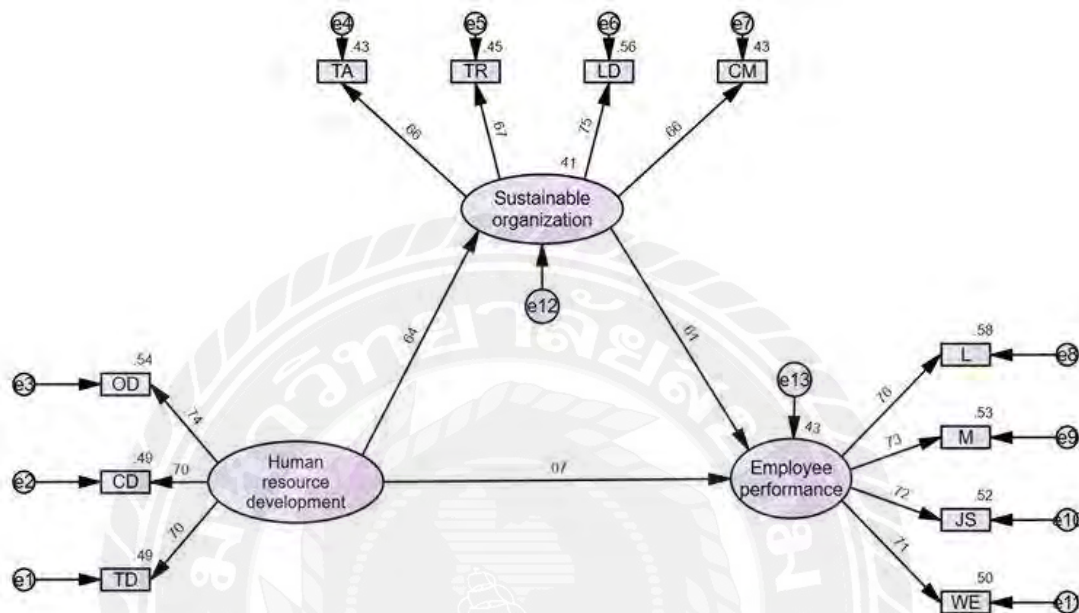 e4
e5
e6
e7
.43
.45
.56
.43
TA
TR
LD
CM
.66
.67
.75
.66
.41
Sustainable
organization
e12
.64
.61
.54
e3
OD
.74
.49
e2
CD
.70
Human
resource
development
.70
.49
e1
TD
.07
e13
.43
Employee
performance
.58
L
e8
.76
.53
M
e9
.73
.52
JS
e10
.72
.50
WE
.71